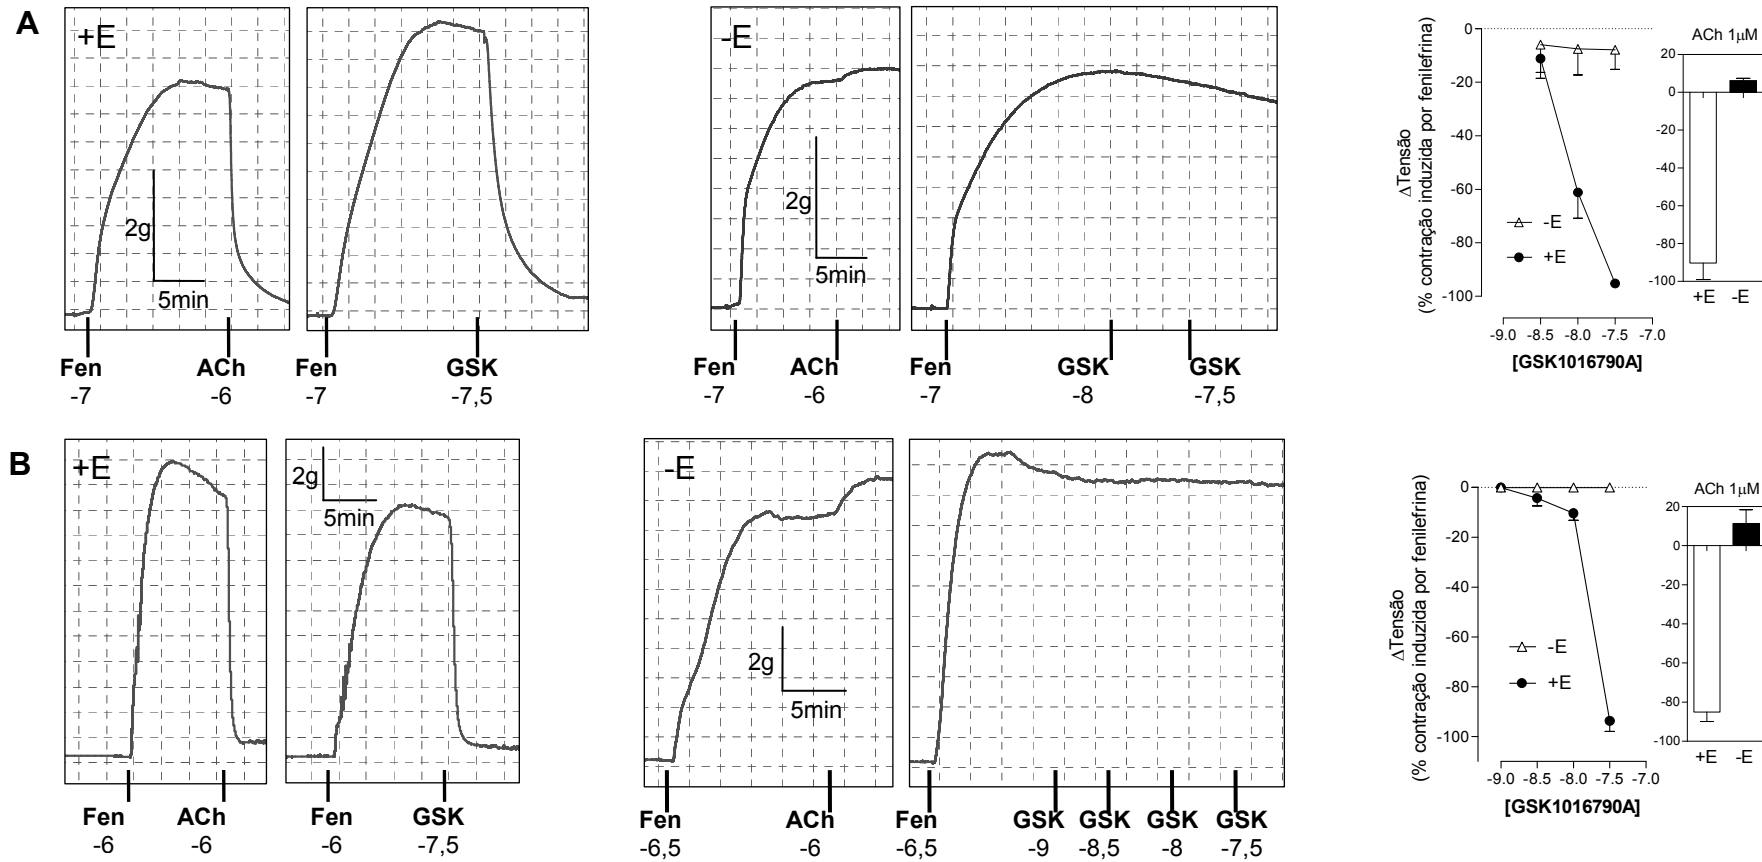 A
+E
2g
5min
Fen
-7
ACh
-6
Fen
-7
GSK
-7,5
-E
2g
5min
Fen
-7
ACh
-6
Fen
-7
GSK
-8
GSK
-7,5
ΔTensão
(% contração induzida por fenilefrina)
0
-20
-40
-60
-80
-100
-E
+E
-9.0 -8.5 -8.0 -7.5 -7.0
[GSK1016790A]
ACh 1µM
20
0
-20
-40
-60
-80
-100
+E -E
B
+E
Fen
-6
ACh
-6
2g
5min
Fen
-6
GSK
-7,5
-E
2g
5min
Fen
-6,5
ACh
-6
Fen
-6,5
GSK
-9
GSK
-8,5
GSK
-8
GSK
-7,5
ΔTensão
(% contração induzida por fenilefrina)
0
-20
-40
-60
-80
-100
-E
+E
-9.0 -8.5 -8.0 -7.5 -7.0
[GSK1016790A]
ACh 1µM
20
0
-20
-40
-60
-80
-100
+E -E